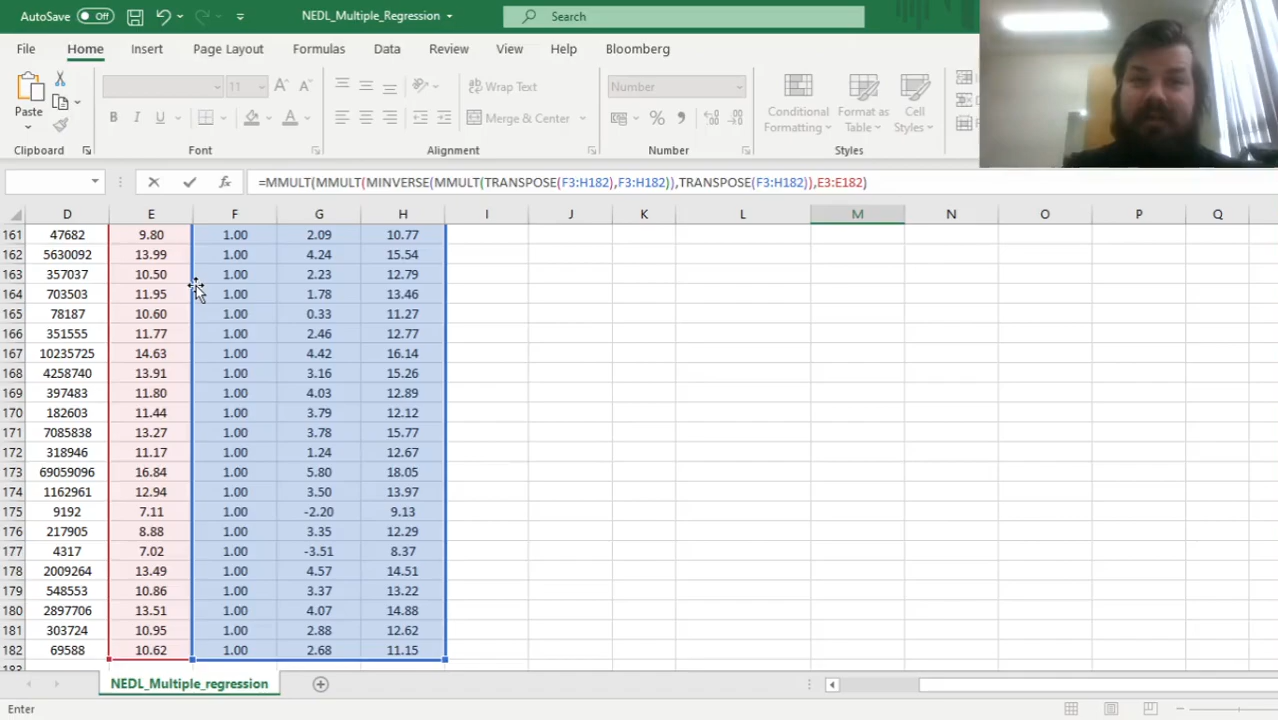 AutoSave Off NEDL_Multiple_Regression Search
File Home Insert Page Layout Formulas Data Review View Help Bloomberg
Paste 11 A A Wrap Text Number Conditional Formatting Format as Table Cell Styles
B I U A Merge & Center % 9
Clipboard Font Alignment Number Styles
fx =MMULT(MMULT(MINVERSE(MMULT(TRANSPOSE(F3:H182),F3:H182)),TRANSPOSE(F3:H182)),E3:E182)
D E F G H I J K L M N O P Q
161 47682 9.80 1.00 2.09 10.77
162 5630092 13.99 1.00 4.24 15.54
163 357037 10.50 1.00 2.23 12.79
164 703503 11.95 1.00 1.78 13.46
165 78187 10.60 1.00 0.33 11.27
166 351555 11.77 1.00 2.46 12.77
167 10235725 14.63 1.00 4.42 16.14
168 4258740 13.91 1.00 3.16 15.26
169 397483 11.80 1.00 4.03 12.89
170 182603 11.44 1.00 3.79 12.12
171 7085838 13.27 1.00 3.78 15.77
172 318946 11.17 1.00 1.24 12.67
173 69059096 16.84 1.00 5.80 18.05
174 1162961 12.94 1.00 3.50 13.97
175 9192 7.11 1.00 -2.20 9.13
176 217905 8.88 1.00 3.35 12.29
177 4317 7.02 1.00 -3.51 8.37
178 2009264 13.49 1.00 4.57 14.51
179 548553 10.86 1.00 3.37 13.22
180 2897706 13.51 1.00 4.07 14.88
181 303724 10.95 1.00 2.88 12.62
182 69588 10.62 1.00 2.68 11.15
NEDL_Multiple_regression
Enter